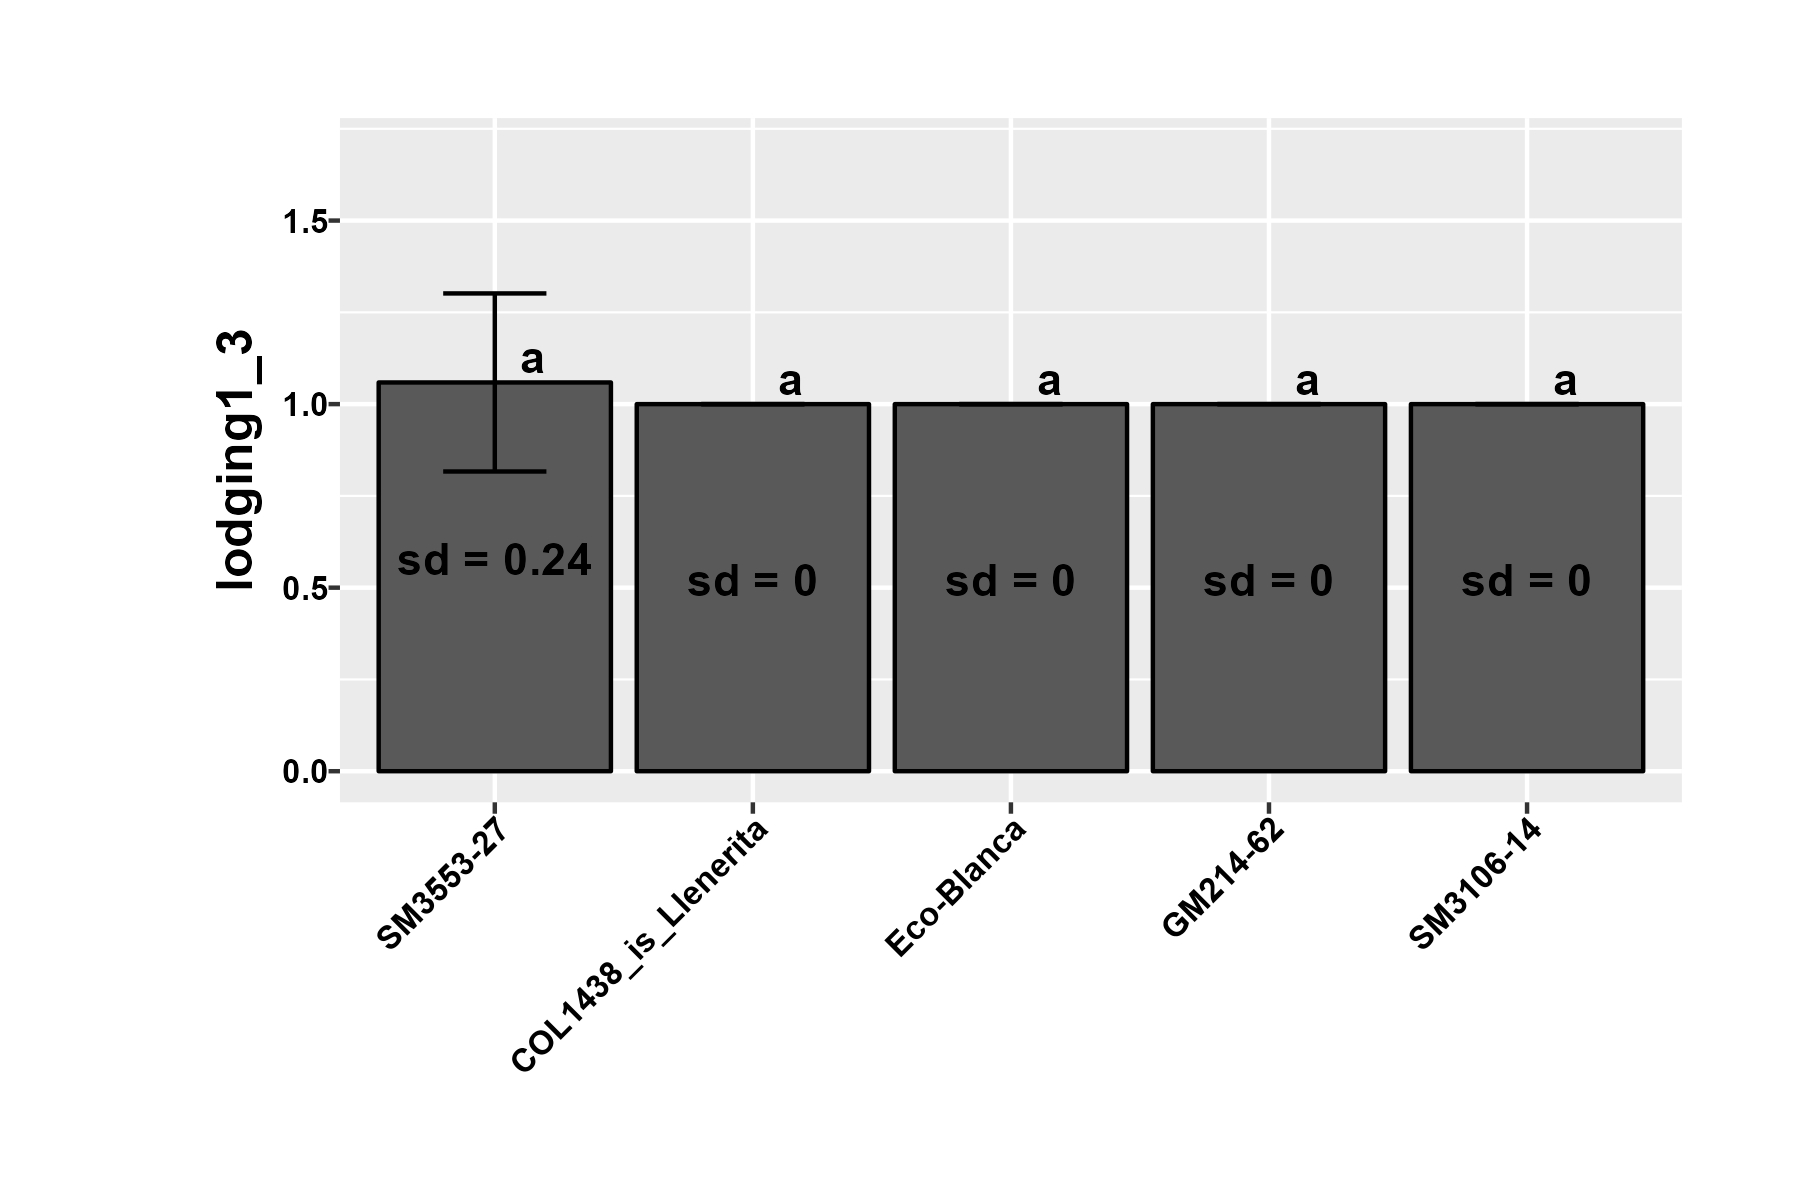 lodging1_3
1.5
1.0
0.5
0.0
a
a
a
a
a
sd = 0.24
sd = 0
sd = 0
sd = 0
sd = 0
SM3553-27
COL1438_is_Llenerita
Eco-Blanca
GM214-62
SM3106-14